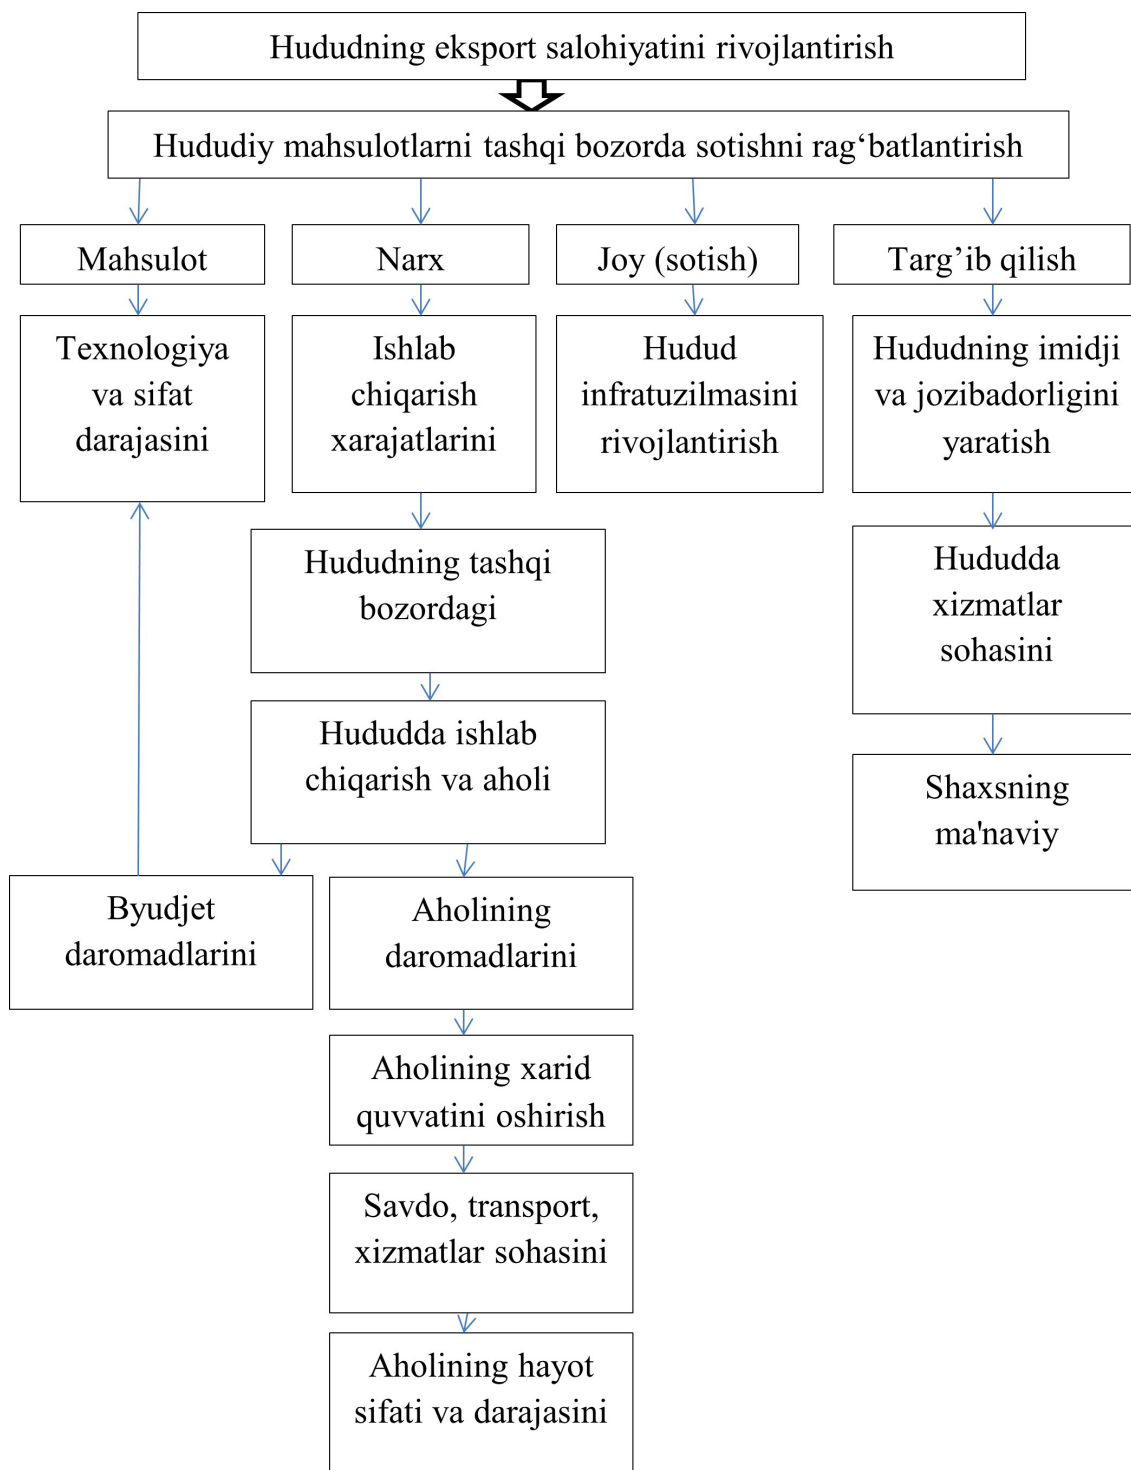 Hududning eksport salohiyatini rivojlantirish
Hududiy mahsulotlarni tashqi bozorda sotishni rag‘batlantirish
Mahsulot
Narx
Joy (sotish)
Targ’ib qilish
Texnologiya
va sifat
darajasini
Ishlab
chiqarish
xarajatlarini
Hudud
infratuzilmasini
rivojlantirish
Hududning imidji
va jozibadorligini
yaratish
Hududning tashqi
bozordagi
Hududda
xizmatlar
sohasini
Hududda ishlab
chiqarish va aholi
Shaxsning
ma'naviy
Byudjet
daromadlarini
Aholining
daromadlarini
Aholining xarid
quvvatini oshirish
Savdo, transport,
xizmatlar sohasini
Aholining hayot
sifati va darajasini